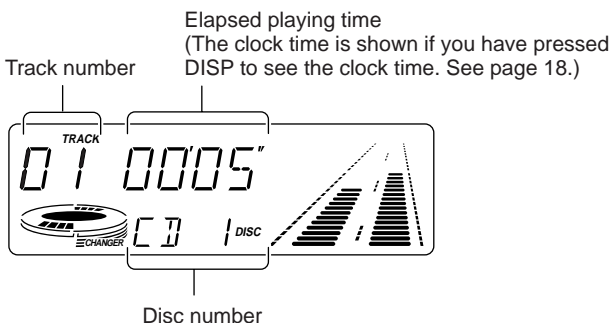 Elapsed playing time
(The clock time is shown if you have pressed
DISP to see the clock time. See page 18.)
Track number
TRACK
01 00'05"
CHANGER CD 1 DISC
Disc number